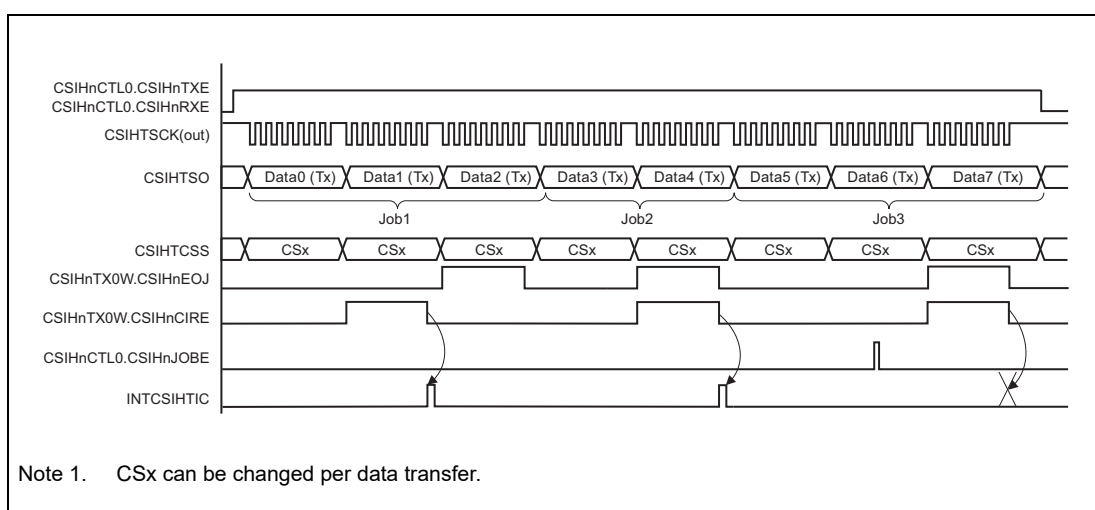 CSIHnCTL0.CSIHnTXE
CSIHnCTL0.CSIHnRXE
CSIHTSCK(out)
CSIHTSO Data0 (Tx) Data1 (Tx) Data2 (Tx) Data3 (Tx) Data4 (Tx) Data5 (Tx) Data6 (Tx) Data7 (Tx)
Job1 Job2 Job3
CSIHTCSS CSx CSx CSx CSx CSx CSx CSx CSx
CSIHnTX0W.CSIHnEOJ
CSIHnTX0W.CSIHnCIRE
CSIHnCTL0.CSIHnJOBE
INTCSIHTIC
Note 1. CSx can be changed per data transfer.